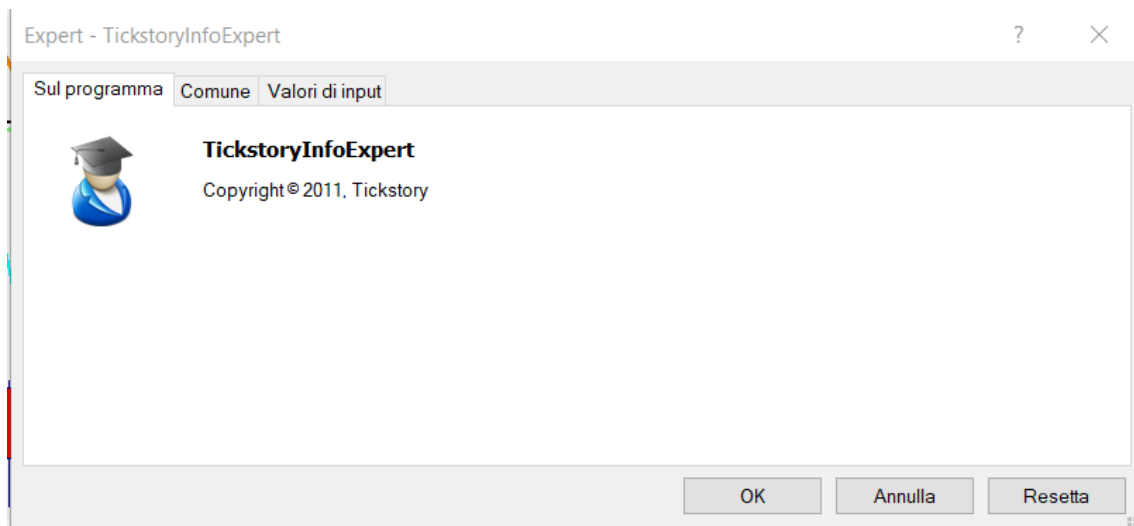 Expert - TickstoryInfoExpert ?
Sul programma Comune Valori di input
TickstoryInfoExpert
Copyright © 2011, Tickstory
OK Annulla Resetta